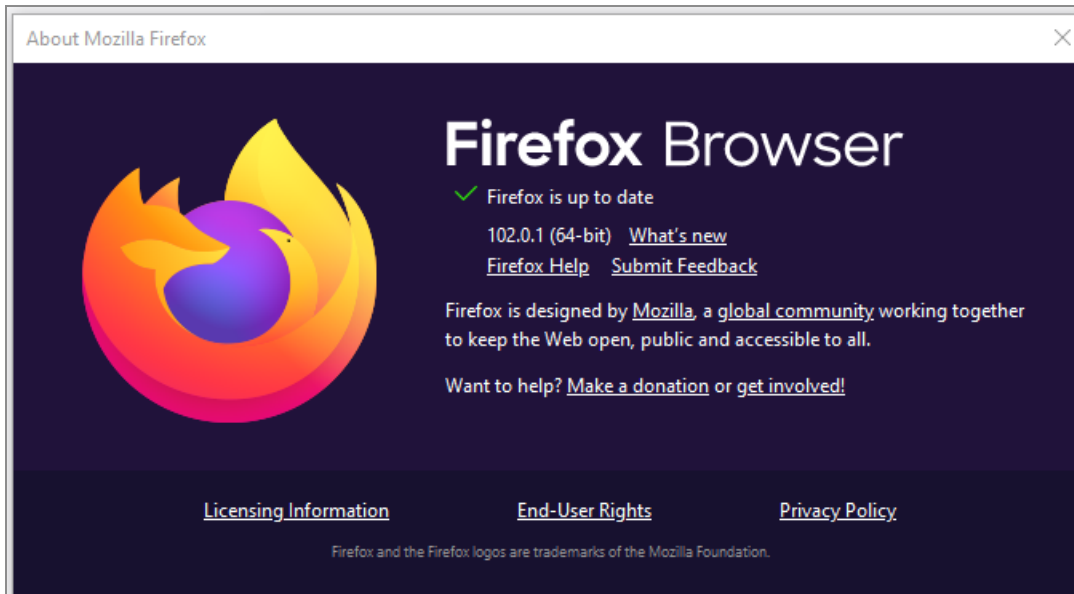 About Mozilla Firefox
Firefox Browser
Firefox is up to date
102.0.1 (64-bit) What's new
Firefox Help Submit Feedback
Firefox is designed by Mozilla, a global community working together
to keep the Web open, public and accessible to all.
Want to help? Make a donation or get involved!
Licensing Information End-User Rights Privacy Policy
Firefox and the Firefox logos are trademarks of the Mozilla Foundation.